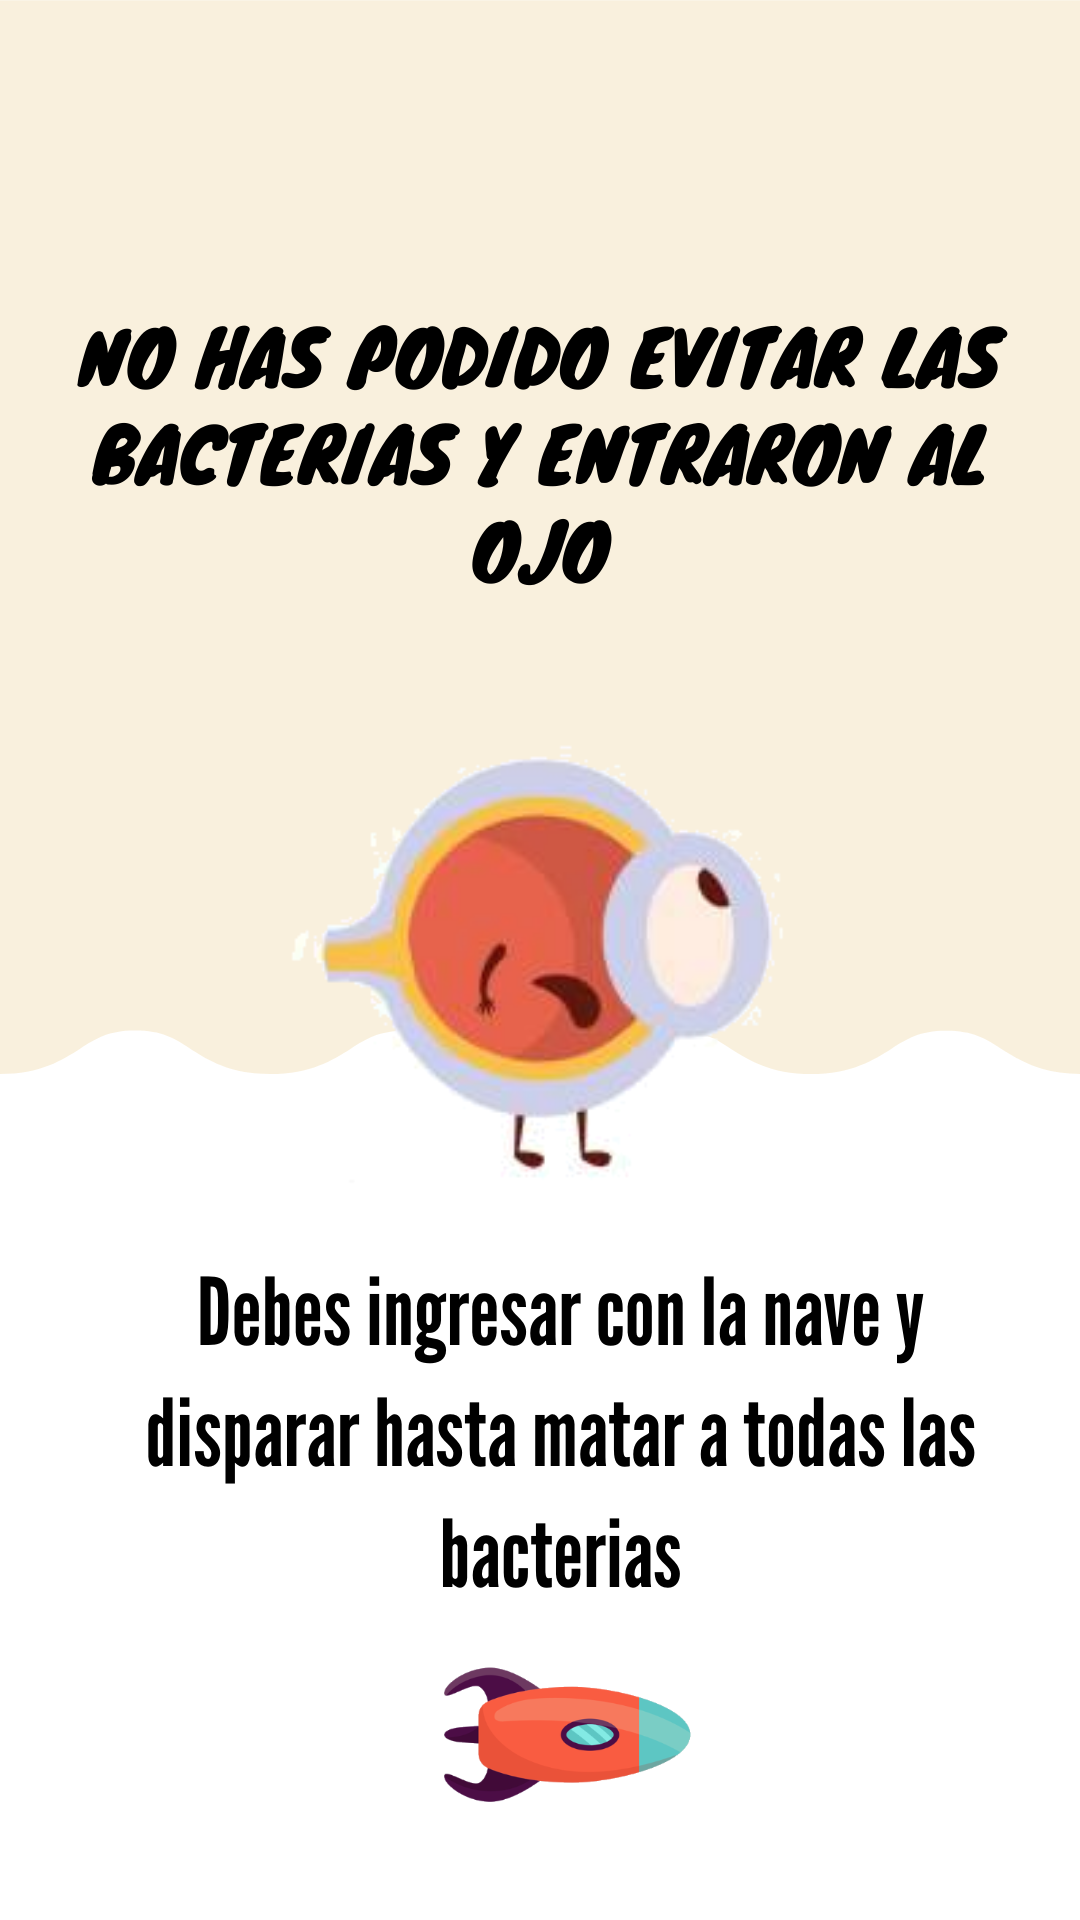 NO HAS PODIDO EVITAR LAS
BACTERIAS Y ENTRARON AL
OJO
Debes ingresar con la nave y
disparar hasta matar a todas las
bacterias